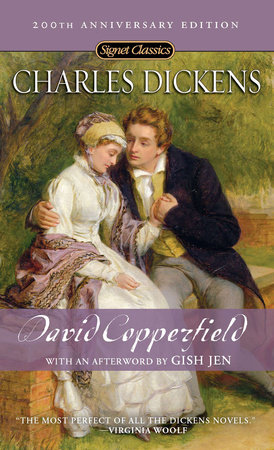 200TH ANNIVERSARY EDITION
Signet Classics
CHARLES DICKENS
David Copperfield
WITH AN AFTERWORD BY GISH JEN
"THE MOST PERFECT OF ALL THE DICKENS NOVELS."
—VIRGINIA WOOLF